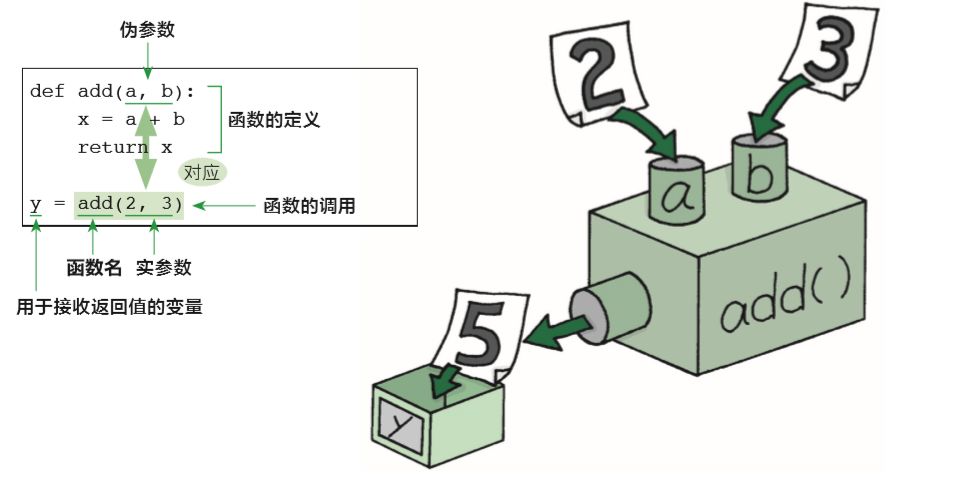 伪参数
def add(a, b):
x = a + b
return x
函数的定义
对应
y = add(2, 3)
函数的调用
函数名
实参数
用于接收返回值的变量
2
3
a
b
add()
5
y